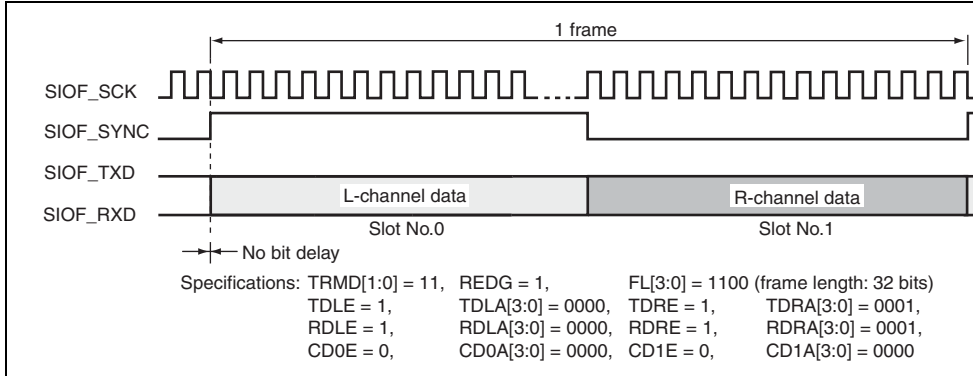 1 frame
SIOF_SCK
SIOF_SYNC
SIOF_TXD
L-channel data
R-channel data
SIOF_RXD
Slot No.0
Slot No.1
No bit delay
Specifications: TRMD[1:0] = 11, REDG = 1, FL[3:0] = 1100 (frame length: 32 bits)
TDLE = 1, TDLA[3:0] = 0000, TDRE = 1, TDRA[3:0] = 0001,
RDLE = 1, RDLA[3:0] = 0000, RDRE = 1, RDRA[3:0] = 0001,
CD0E = 0, CD0A[3:0] = 0000, CD1E = 0, CD1A[3:0] = 0000